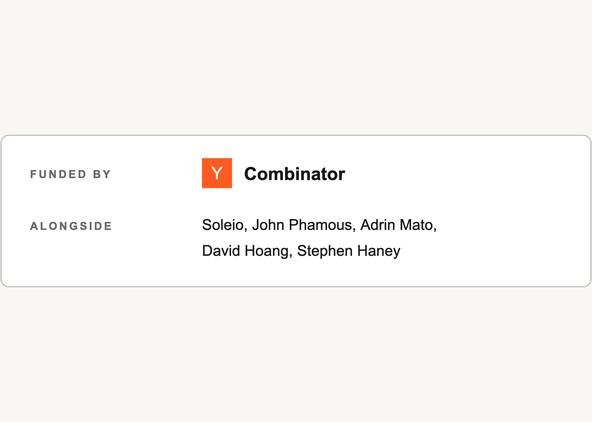 FUNDED BY
Y Combinator
ALONGSIDE
Soleio, John Phamous, Adrin Mato,
David Hoang, Stephen Haney